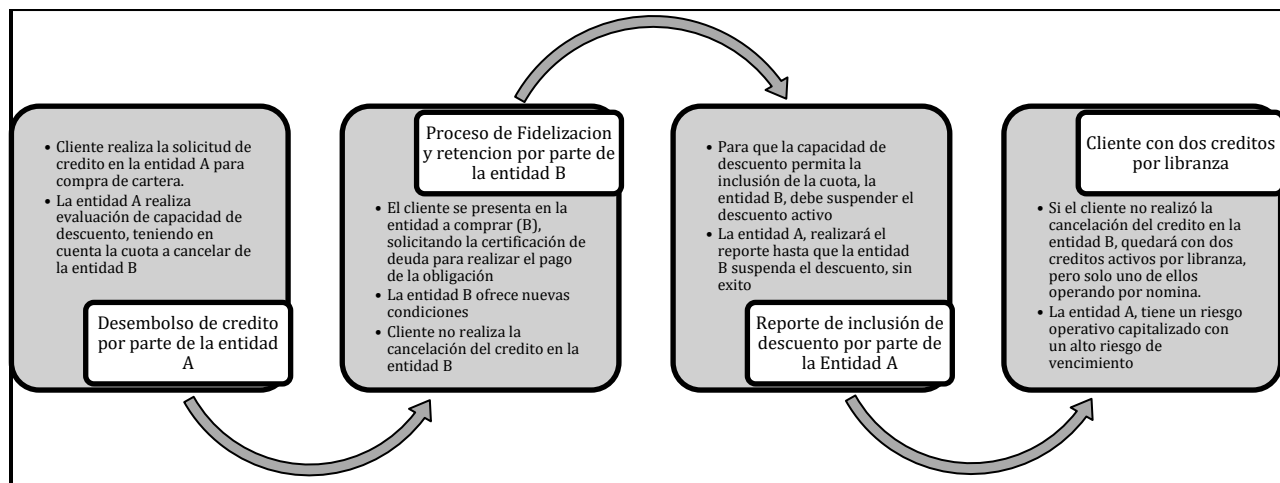 • Cliente realiza la solicitud de
credito en la entidad A para
compra de cartera.
• La entidad A realiza
evaluación de capacidad de
descuento, teniendo en
cuenta la cuota a cancelar de
la entidad B
Desembolso de credito
por parte de la entidad
A
Proceso de Fidelizacion
y retencion por parte de
la entidad B
• El cliente se presenta en la
entidad a comprar (B),
solicitando la certificación de
deuda para realizar el pago
de la obligación
• La entidad B ofrece nuevas
condiciones
• Cliente no realiza la
cancelación del credito en la
entidad B
• Para que la capacidad de
descuento permita la
inclusión de la cuota, la
entidad B, debe suspender el
descuento activo
• La entidad A, realizará el
reporte hasta que la entidad
B suspenda el descuento, sin
exito
Reporte de inclusión de
descuento por parte de
la Entidad A
Cliente con dos creditos
por libranza
• Si el cliente no realizó la
cancelación del credito en la
entidad B, quedará con dos
creditos activos por libranza,
pero solo uno de ellos
operando por nomina.
• La entidad A, tiene un riesgo
operativo capitalizado con
un alto riesgo de
vencimiento